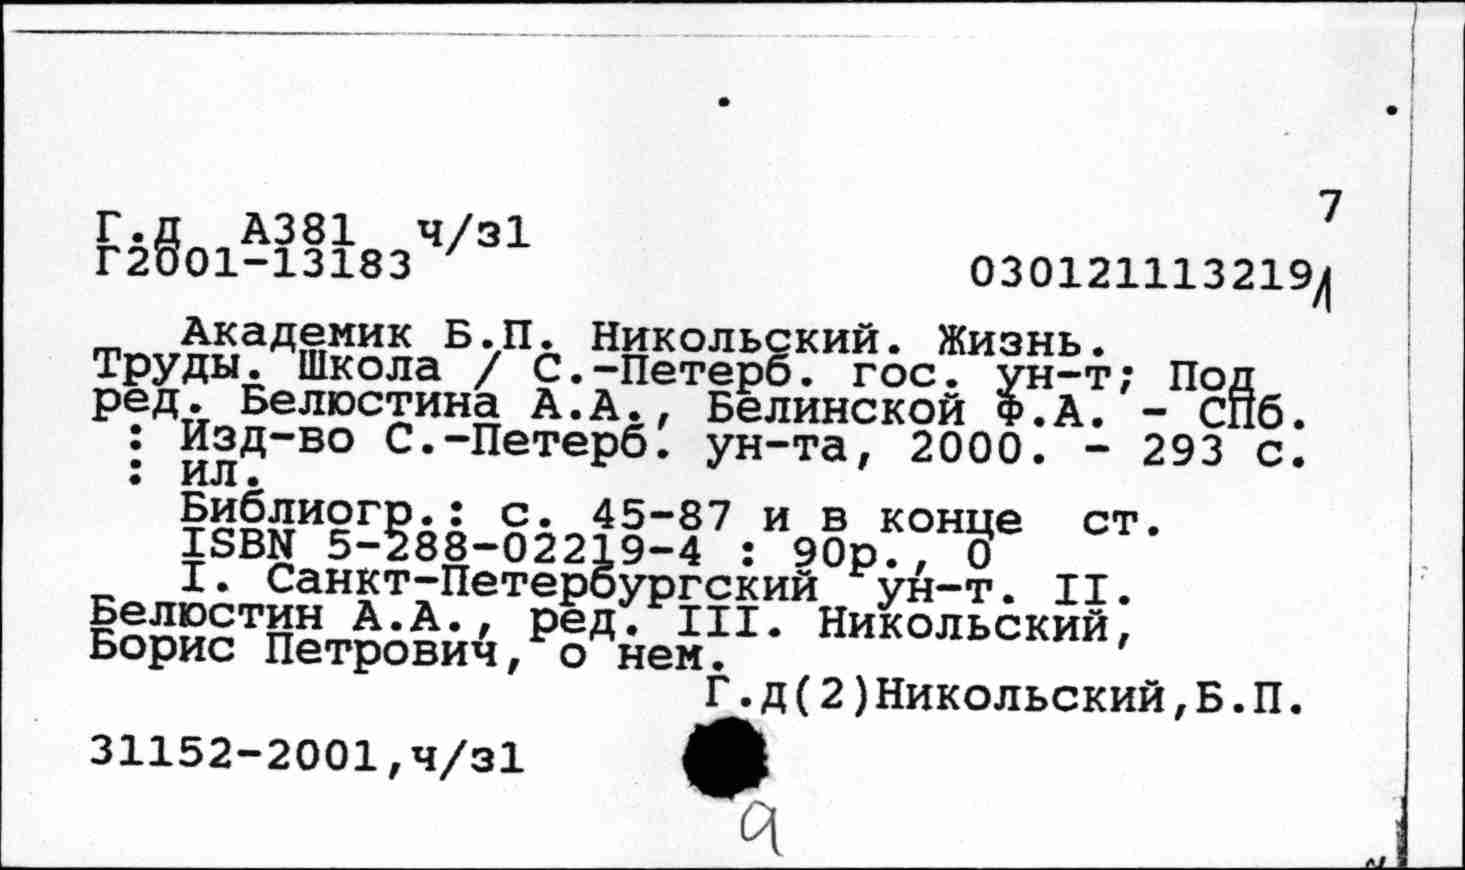 7
Г.д А381 ч/з1
Г2001-13183
030121113219
Академик Б.П. Никольский. Жизнь.
Труды. Школа / С.-Петерб. гос. ун-т; Под
ред. Белюстина А.А., Белинской Ф.А. - СПб.
: Изд-во С.-Петерб. ун-та, 2000. - 293 с.
: ил.
Библиогр.: с. 45-87 и в конце ст.
ISBN 5-288-02219-4 : 90р., 0
I. Санкт-Петербургский ун-т. II.
Белюстин А.А., ред. III. Никольский,
Борис Петрович, о нем.
Г.д(2)Никольский,Б.П.
31152-2001,ч/з1